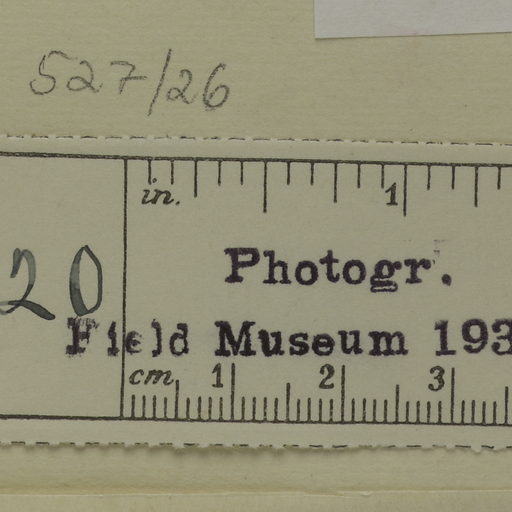 527/26
in. 1
20 Photogr.
Field Museum 193
cm 1 2 3